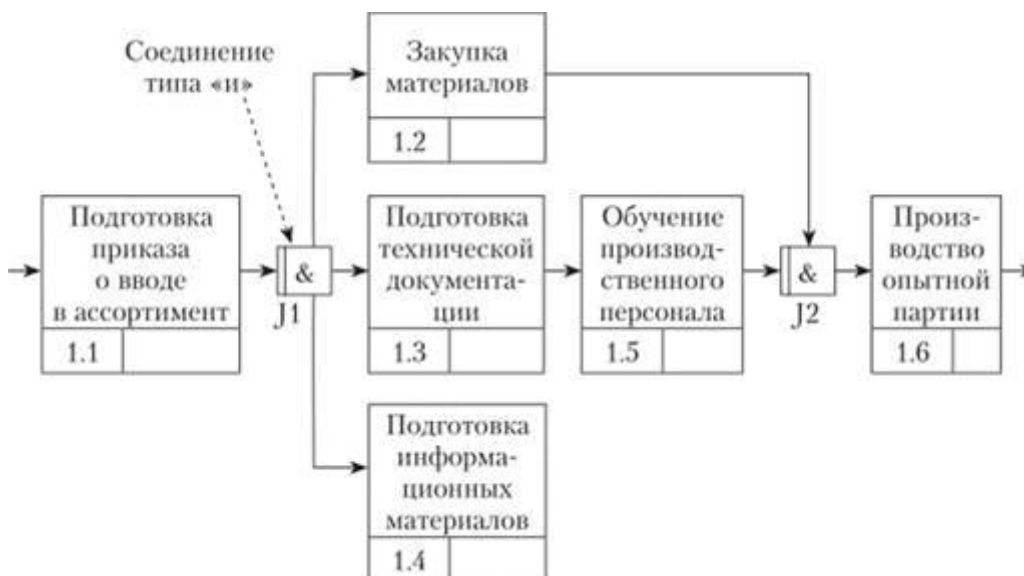 Соединение
типа «и»
Закупка
материалов
1.2
Подготовка
приказа
о вводе
в ассортимент
1.1
&
J1
Подготовка
технической
документа-
ции
1.3
Обучение
производ-
ственного
персонала
1.5
&
J2
Произ-
водство
опытной
партии
1.6
Подготовка
информа-
ционных
материалов
1.4